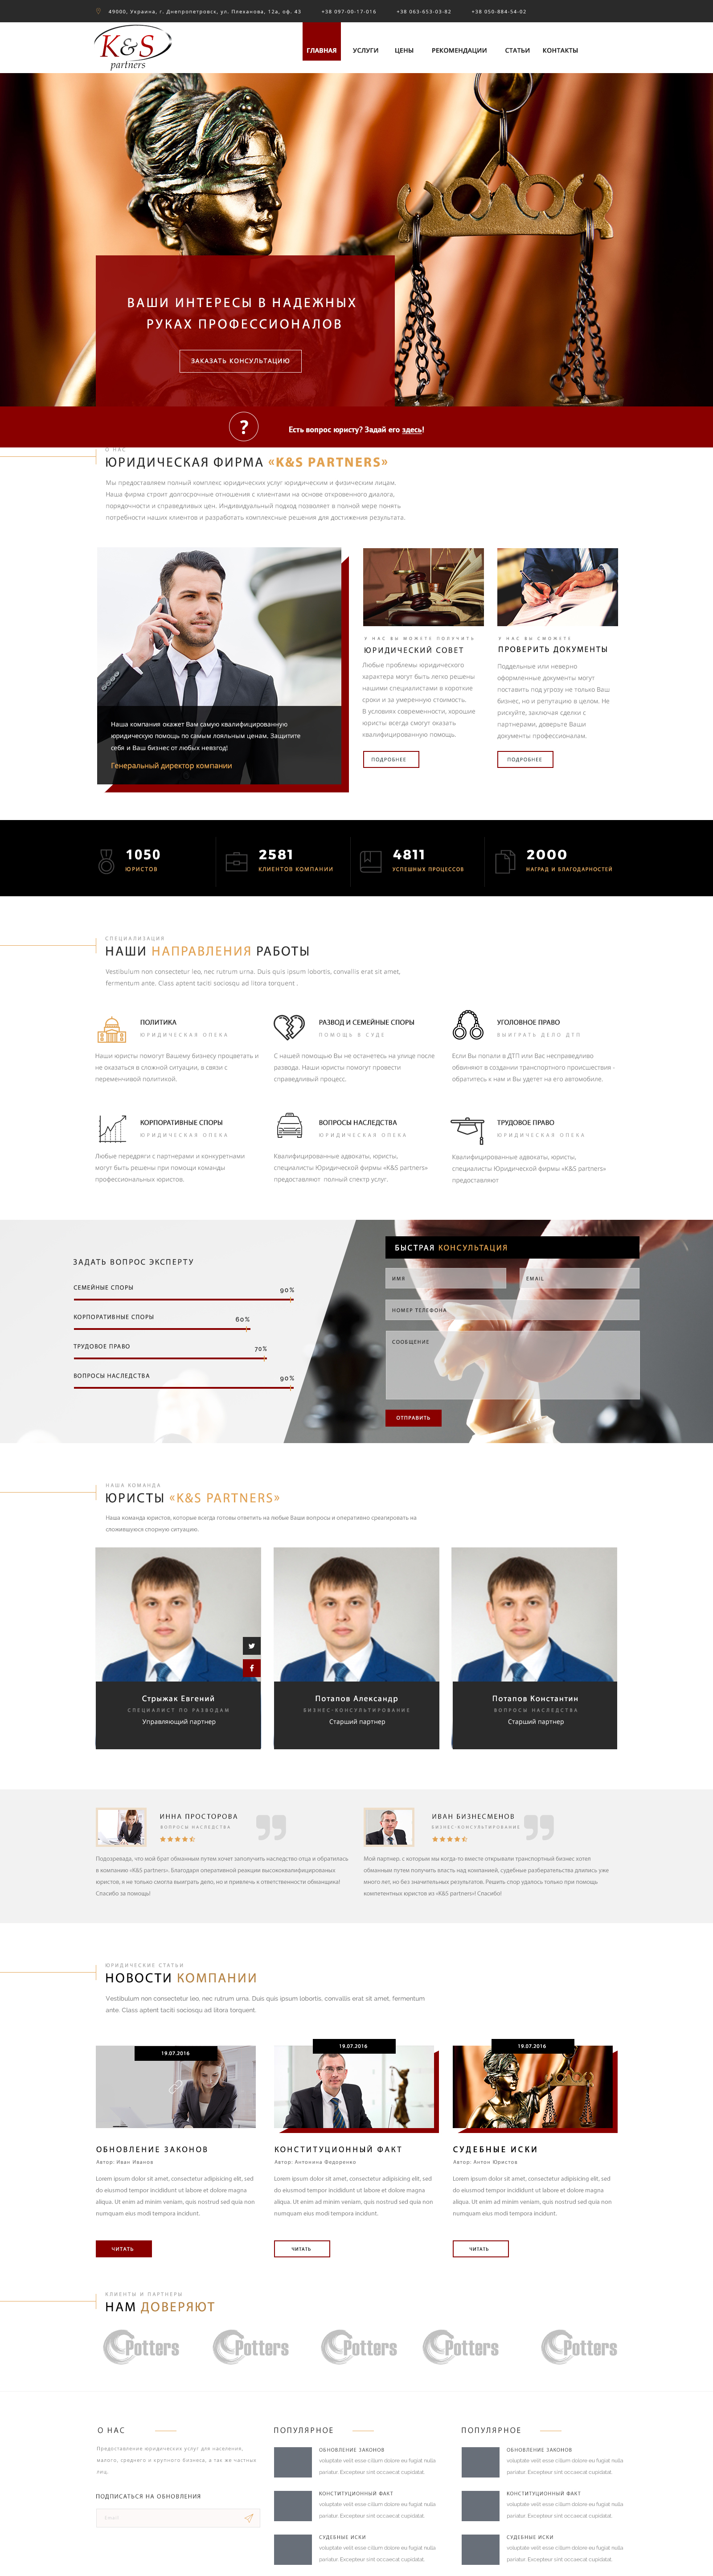 49000, Украина, г. Днепропетровск, ул. Плеханова, 12а, оф. 43
+38 097-00-17-016
+38 063-653-03-82
+38 050-884-54-02
K&S
partners
ГЛАВНАЯ
УСЛУГИ
ЦЕНЫ
РЕКОМЕНДАЦИИ
СТАТЬИ
КОНТАКТЫ
ВАШИ ИНТЕРЕСЫ В НАДЕЖНЫХ
РУКАХ ПРОФЕССИОНАЛОВ
ЗАКАЗАТЬ КОНСУЛЬТАЦИЮ
?
Есть вопрос юристу? Задай его здесь!
О НАС
ЮРИДИЧЕСКАЯ ФИРМА «K&S PARTNERS»
Мы предоставляем полный комплекс юридических услуг юридическим и физическим лицам.
Наша фирма строит долгосрочные отношения с клиентами на основе откровенного диалога,
порядочности и справедливых цен. Индивидуальный подход позволяет в полной мере понять
потребности наших клиентов и разработать комплексные решения для достижения результата.
Наша компания окажет Вам самую квалифицированную
юридическую помощь по самым лояльным ценам. Защитите
себя и Ваш бизнес от любых невзгод!
Генеральный директор компании
У НАС ВЫ МОЖЕТЕ ПОЛУЧИТЬ
ЮРИДИЧЕСКИЙ СОВЕТ
Любые проблемы юридического
характера могут быть легко решены
нашими специалистами в короткие
сроки и за умеренную стоимость.
В условиях современности, хорошие
юристы всегда смогут оказать
квалифицированную помощь.
ПОДРОБНЕЕ
У НАС ВЫ СМОЖЕТЕ
ПРОВЕРИТЬ ДОКУМЕНТЫ
Поддельные или неверно
оформленные документы могут
поставить под угрозу не только Ваш
бизнес, но и репутацию в целом. Не
рискуйте, заключая сделки с
партнерами, доверьте Ваши
документы профессионалам.
ПОДРОБНЕЕ
1050
ЮРИСТОВ
2581
КЛИЕНТОВ КОМПАНИИ
4811
УСПЕШНЫХ ПРОЦЕССОВ
2000
НАГРАД И БЛАГОДАРНОСТЕЙ
СПЕЦИАЛИЗАЦИЯ
НАШИ НАПРАВЛЕНИЯ РАБОТЫ
Vestibulum non consectetur leo, nec rutrum urna. Duis quis ipsum lobortis, convallis erat sit amet,
fermentum ante. Class aptent taciti sociosqu ad litora torquent .
ПОЛИТИКА
ЮРИДИЧЕСКАЯ ОПЕКА
Наши юристы помогут Вашему бизнесу процветать и
не оказаться в сложной ситуации, в связи с
переменчивой политикой.
РАЗВОД И СЕМЕЙНЫЕ СПОРЫ
ПОМОЩЬ В СУДЕ
С нашей помощью Вы не останетесь на улице после
развода. Наши юристы помогут провести
справедливый процесс.
УГОЛОВНОЕ ПРАВО
ВЫИГРАТЬ ДЕЛО ДТП
Если Вы попали в ДТП или Вас несправедливо
обвиняют в создании транспортного происшествия -
обратитесь к нам и Вы удетет на его автомобиле.
КОРПОРАТИВНЫЕ СПОРЫ
ЮРИДИЧЕСКАЯ ОПЕКА
Любые передряги с партнерами и конкуретнами
могут быть решены при помощи команды
профессиональных юристов.
ВОПРОСЫ НАСЛЕДСТВА
ЮРИДИЧЕСКАЯ ОПЕКА
Квалифицированные адвокаты, юристы,
специалисты Юридической фирмы «K&S partners»
предоставляют полный спектр услуг.
ТРУДОВОЕ ПРАВО
ЮРИДИЧЕСКАЯ ОПЕКА
Квалифицированные адвокаты, юристы,
специалисты Юридической фирмы «K&S partners»
предоставляют
ЗАДАТЬ ВОПРОС ЭКСПЕРТУ
СЕМЕЙНЫЕ СПОРЫ
90%
КОРПОРАТИВНЫЕ СПОРЫ
60%
ТРУДОВОЕ ПРАВО
70%
ВОПРОСЫ НАСЛЕДСТВА
90%
БЫСТРАЯ КОНСУЛЬТАЦИЯ
ИМЯ
EMAIL
НОМЕР ТЕЛЕФОНА
СООБЩЕНИЕ
ОТПРАВИТЬ
НАША КОМАНДА
ЮРИСТЫ «K&S PARTNERS»
Наша команда юристов, которые всегда готовы ответить на любые Ваши вопросы и оперативно среагировать на
сложившуюся спорную ситуацию.
Стрыжак Евгений
СПЕЦИАЛИСТ ПО РАЗВОДАМ
Управляющий партнер
Потапов Александр
БИЗНЕС-КОНСУЛЬТИРОВАНИЕ
Старший партнер
Потапов Константин
ВОПРОСЫ НАСЛЕДСТВА
Старший партнер
ИННА ПРОСТОРОВА
ВОПРОСЫ НАСЛЕДСТВА
Подозревада, что мой брат обманным путем хочет заполучить наследство отца и обратилась
в компанию «K&S partners». Благодаря оперативной реакции высококвалифицированых
юристов, я не только смогла выиграть дело, но и привлечь к ответственности обманщика!
Спасибо за помощь!
ИВАН БИЗНЕСМЕНОВ
БИЗНЕС-КОНСУЛЬТИРОВАНИЕ
Мой партнер, с которым мы когда-то вместе открывали транспортный бизнес хотел
обманным путем получить власть над компанией, судебные разберательства длились уже
много лет, но без значительных результатов. Решить спор удалось только при помощь
компетентных юристов из «K&S partners»! Спасибо!
ЮРИДИЧЕСКИЕ СТАТЬИ
НОВОСТИ КОМПАНИИ
Vestibulum non consectetur leo, nec rutrum urna. Duis quis ipsum lobortis, convallis erat sit amet, fermentum
ante. Class aptent taciti sociosqu ad litora torquent.
19.07.2016
ОБНОВЛЕНИЕ ЗАКОНОВ
Автор: Иван Иванов
Lorem ipsum dolor sit amet, consectetur adipisicing elit, sed
do eiusmod tempor incididunt ut labore et dolore magna
aliqua. Ut enim ad minim veniam, quis nostrud sed quia non
numquam eius modi tempora incidunt.
ЧИТАТЬ
19.07.2016
КОНСТИТУЦИОННЫЙ ФАКТ
Автор: Антонина Федоренко
Lorem ipsum dolor sit amet, consectetur adipisicing elit, sed
do eiusmod tempor incididunt ut labore et dolore magna
aliqua. Ut enim ad minim veniam, quis nostrud sed quia non
numquam eius modi tempora incidunt.
ЧИТАТЬ
19.07.2016
СУДЕБНЫЕ ИСКИ
Автор: Антон Юристов
Lorem ipsum dolor sit amet, consectetur adipisicing elit, sed
do eiusmod tempor incididunt ut labore et dolore magna
aliqua. Ut enim ad minim veniam, quis nostrud sed quia non
numquam eius modi tempora incidunt.
ЧИТАТЬ
КЛИЕНТЫ И ПАРТНЕРЫ
НАМ ДОВЕРЯЮТ
Potters
Potters
Potters
Potters
Potters
О НАС
Предоставление юридических услуг для населения,
малого, среднего и крупного бизнеса, а так же частных
лиц.
ПОДПИСАТЬСЯ НА ОБНОВЛЕНИЯ
Email
ПОПУЛЯРНОЕ
ОБНОВЛЕНИЕ ЗАКОНОВ
voluptate velit esse cillum dolore eu fugiat nulla
pariatur. Excepteur sint occaecat cupidatat.
КОНСТИТУЦИОННЫЙ ФАКТ
voluptate velit esse cillum dolore eu fugiat nulla
pariatur. Excepteur sint occaecat cupidatat.
СУДЕБНЫЕ ИСКИ
voluptate velit esse cillum dolore eu fugiat nulla
pariatur. Excepteur sint occaecat cupidatat.
ПОПУЛЯРНОЕ
ОБНОВЛЕНИЕ ЗАКОНОВ
voluptate velit esse cillum dolore eu fugiat nulla
pariatur. Excepteur sint occaecat cupidatat.
КОНСТИТУЦИОННЫЙ ФАКТ
voluptate velit esse cillum dolore eu fugiat nulla
pariatur. Excepteur sint occaecat cupidatat.
СУДЕБНЫЕ ИСКИ
voluptate velit esse cillum dolore eu fugiat nulla
pariatur. Excepteur sint occaecat cupidatat.